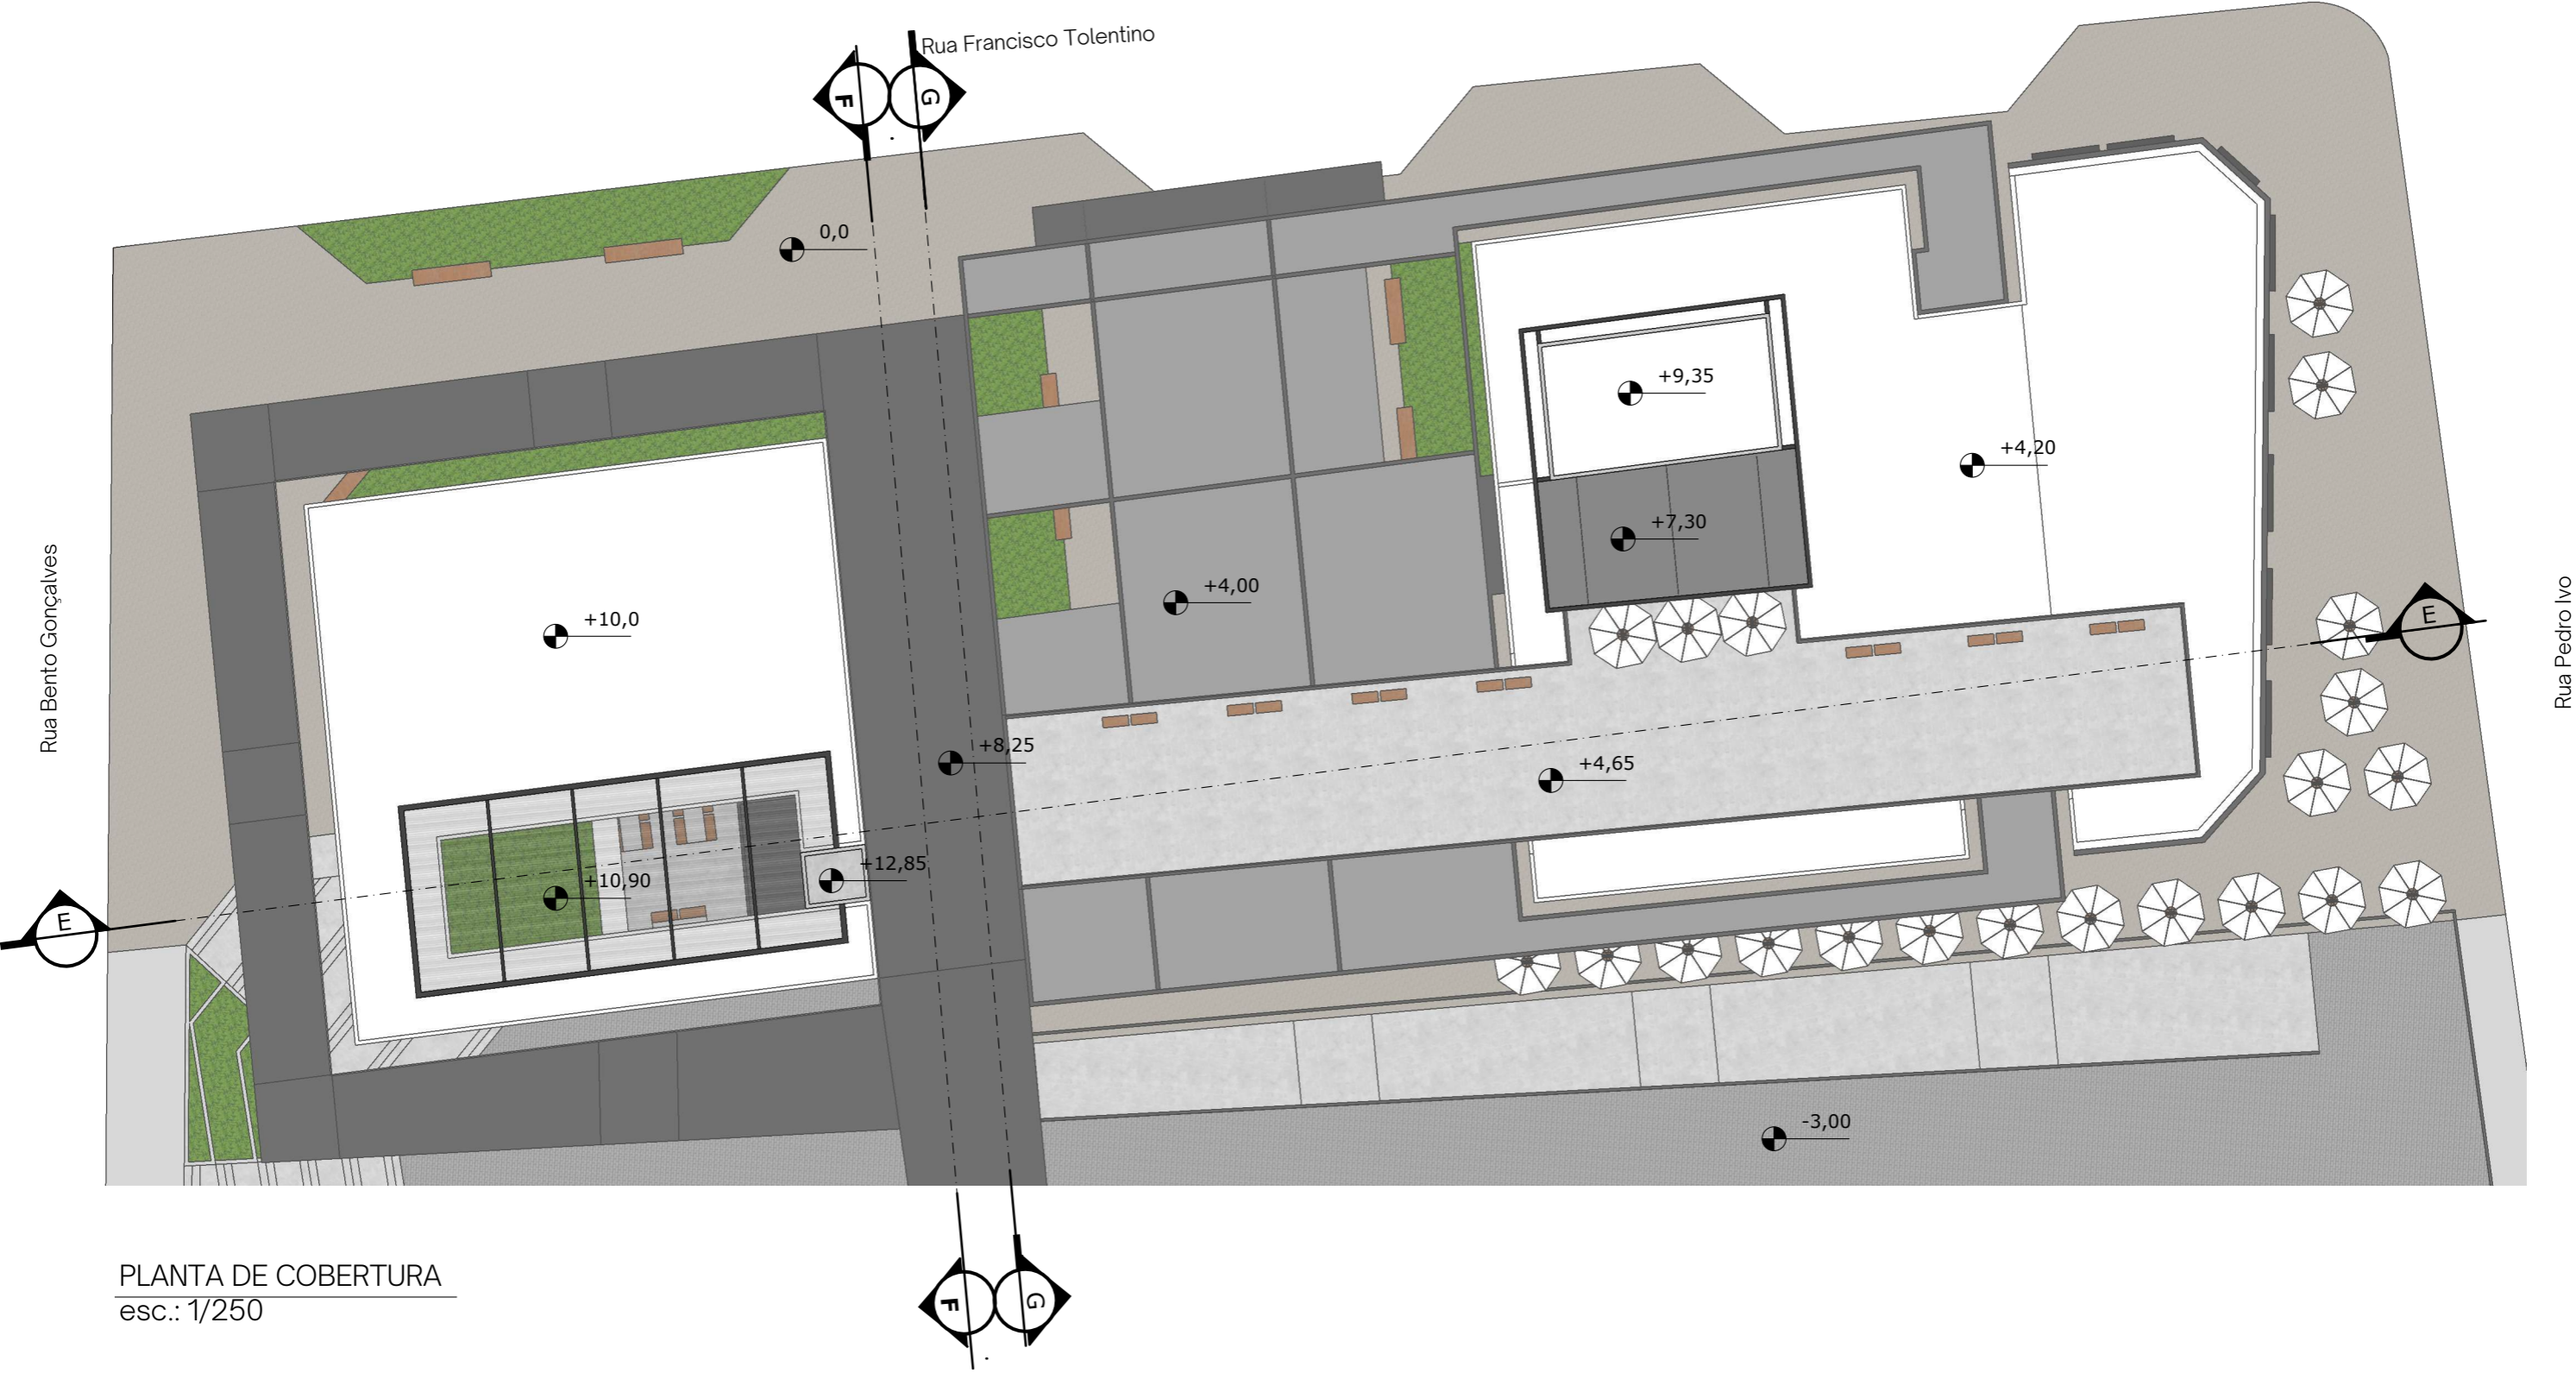 Rua Francisco Tolentino
F
G
0,0
+9,35
+4,20
+7,30
Rua Bento Gonçalves
+4,00
Rua Pedro Ivo
E
+10,0
+8,25
+4,65
+12,85
+10,90
E
-3,00
PLANTA DE COBERTURA
esc.: 1/250
F
G